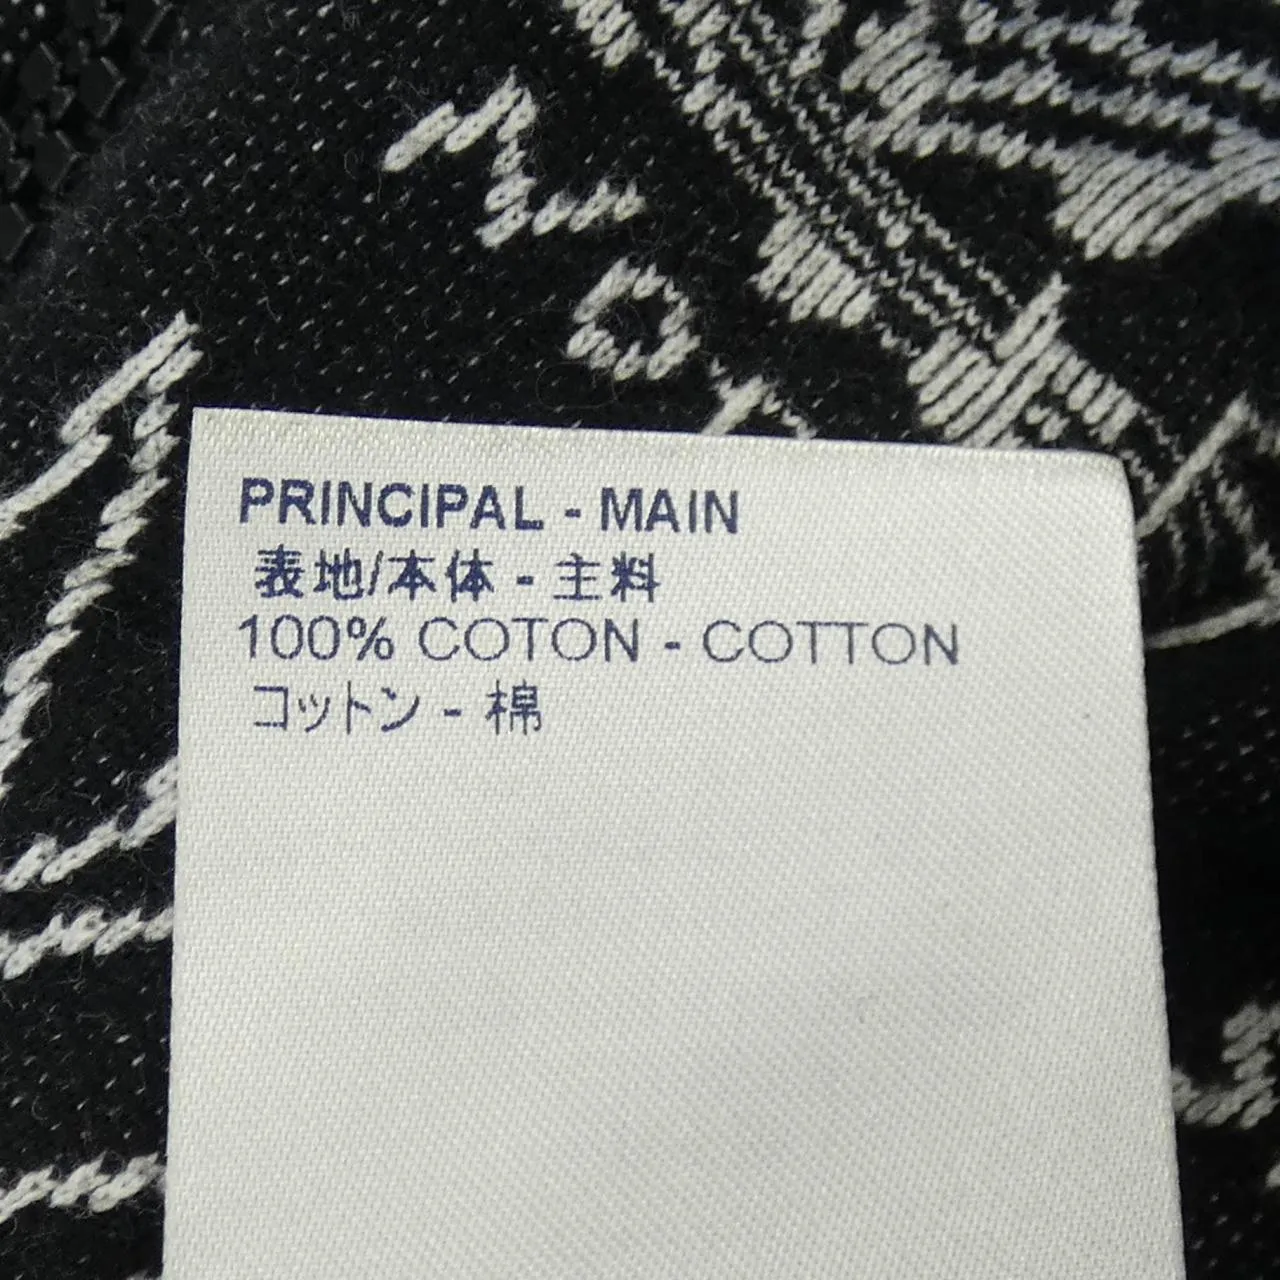 PRINCIPAL - MAIN
表地/本体 - 主料
100% COTON - COTTON
コットン - 棉